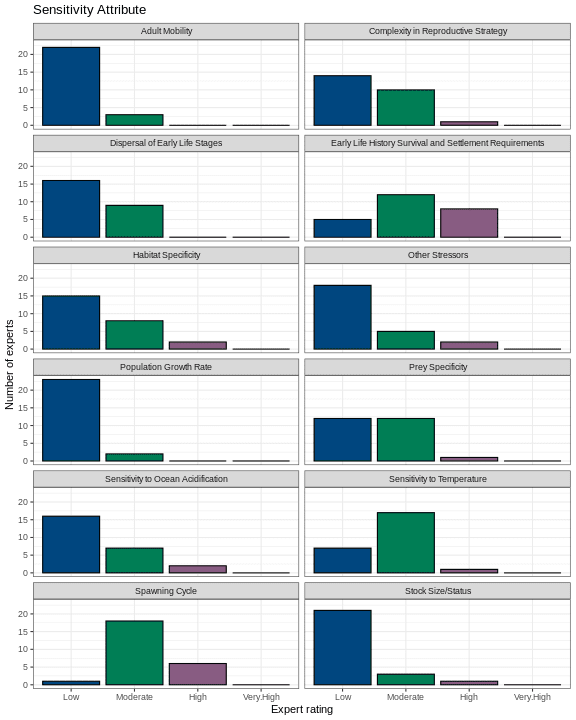 Sensitivity Attribute
Adult Mobility
Complexity in Reproductive Strategy
20
15
10
5
0
Dispersal of Early Life Stages
Early Life History Survival and Settlement Requirements
20
15
10
5
0
Habitat Specificity
Other Stressors
20
15
10
5
0
Population Growth Rate
Prey Specificity
20
15
10
5
0
Sensitivity to Ocean Acidification
Sensitivity to Temperature
20
15
10
5
0
Spawning Cycle
Stock Size/Status
20
15
10
5
0
Low Moderate High Very.High
Low Moderate High Very.High
Number of experts
Expert rating